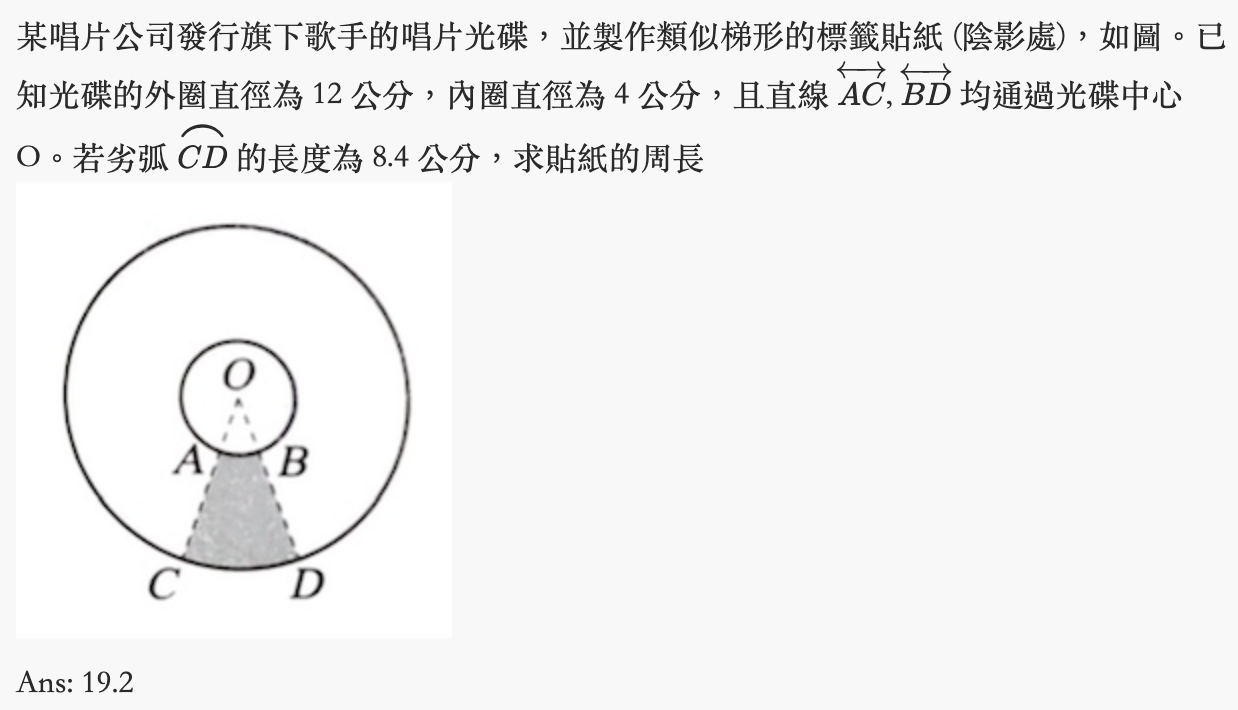 某唱片公司發行旗下歌手的唱片光碟，並製作類似梯形的標籤貼紙 (陰影處)，如圖。已
知光碟的外圈直徑為 12 公分，內圈直徑為 4 公分，且直線 AC, BD 均通過光碟中心
O。若劣弧 CD 的長度為 8.4 公分，求貼紙的周長
O
A B
C D
Ans: 19.2